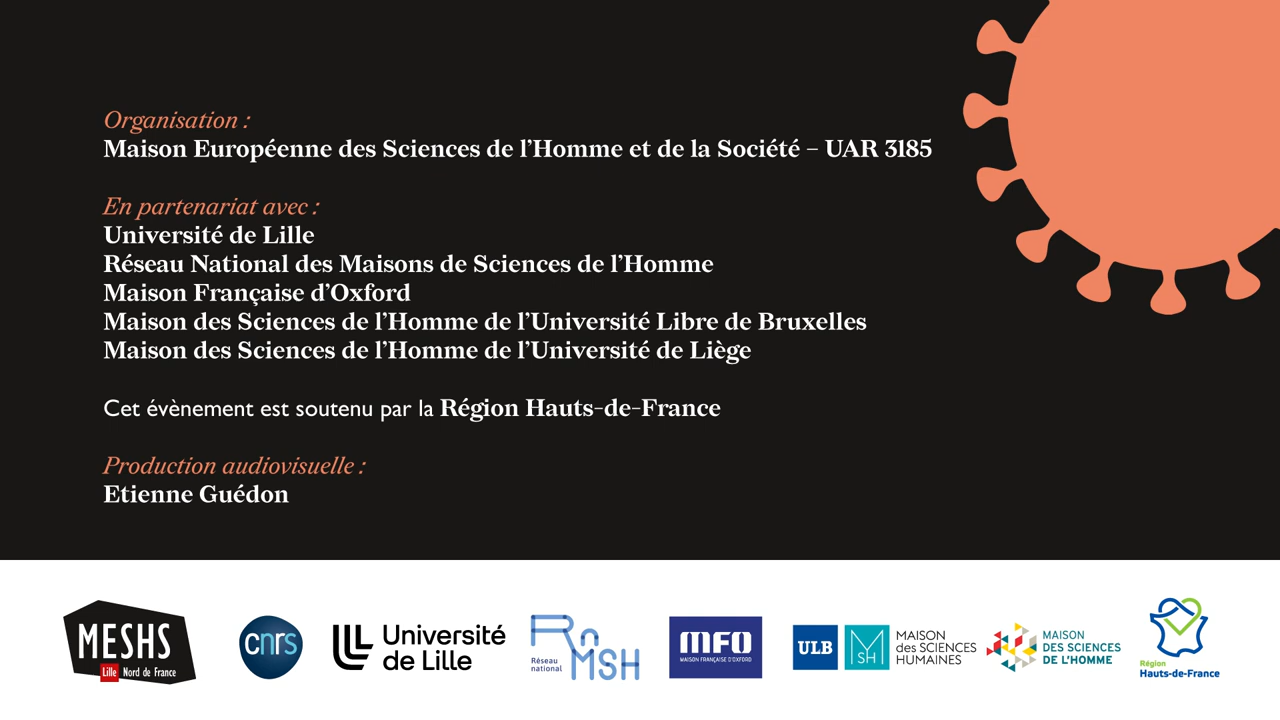 Organisation :
Maison Européenne des Sciences de l’Homme et de la Société – UAR 3185
En partenariat avec :
Université de Lille
Réseau National des Maisons de Sciences de l’Homme
Maison Française d’Oxford
Maison des Sciences de l’Homme de l’Université Libre de Bruxelles
Maison des Sciences de l’Homme de l’Université de Liège
Cet évènement est soutenu par la Région Hauts-de-France
Production audiovisuelle :
Etienne Guédon
MESHS
Lille Nord de France
cnrs
Université
de Lille
RnMSH
Réseau
national
MFO
MAISON FRANÇAISE D'OXFORD
ULB
MSH
MAISON
des SCIENCES
HUMAINES
MAISON
DES SCIENCES
DE L'HOMME
Région
Hauts-de-France